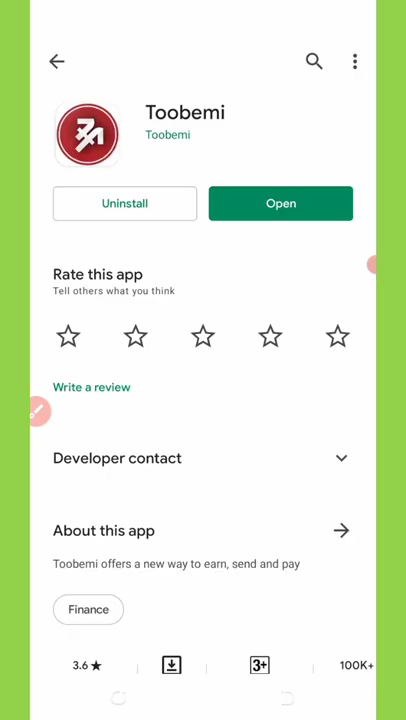 Toobemi
Toobemi
Uninstall
Open
Rate this app
Tell others what you think
Write a review
Developer contact
About this app
Toobemi offers a new way to earn, send and pay
Finance
3.6★
3+
100K+